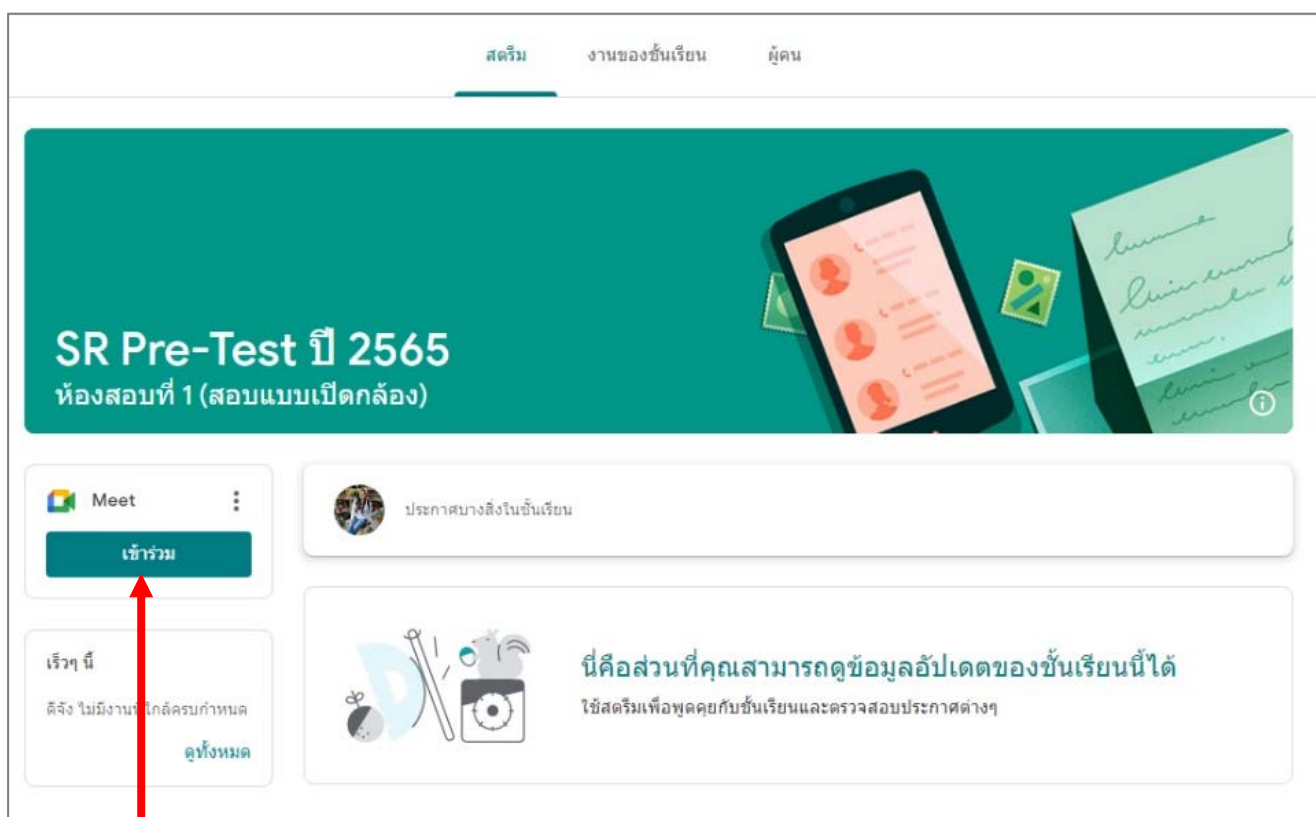 สตรีม งานของชั้นเรียน ผู้คน
SR Pre-Test ปี 2565
ห้องสอบที่ 1 (สอบแบบเปิดกล้อง)
Meet
เข้าร่วม
ประกาศบางสิ่งในชั้นเรียน
เร็วๆ นี้
ดีจัง ไม่มีงานที่ใกล้ครบกำหนด
ดูทั้งหมด
นี่คือส่วนที่คุณสามารถดูข้อมูลอัปเดตของชั้นเรียนนี้ได้
ใช้สตรีมเพื่อพูดคุยกับชั้นเรียนและตรวจสอบประกาศต่างๆ